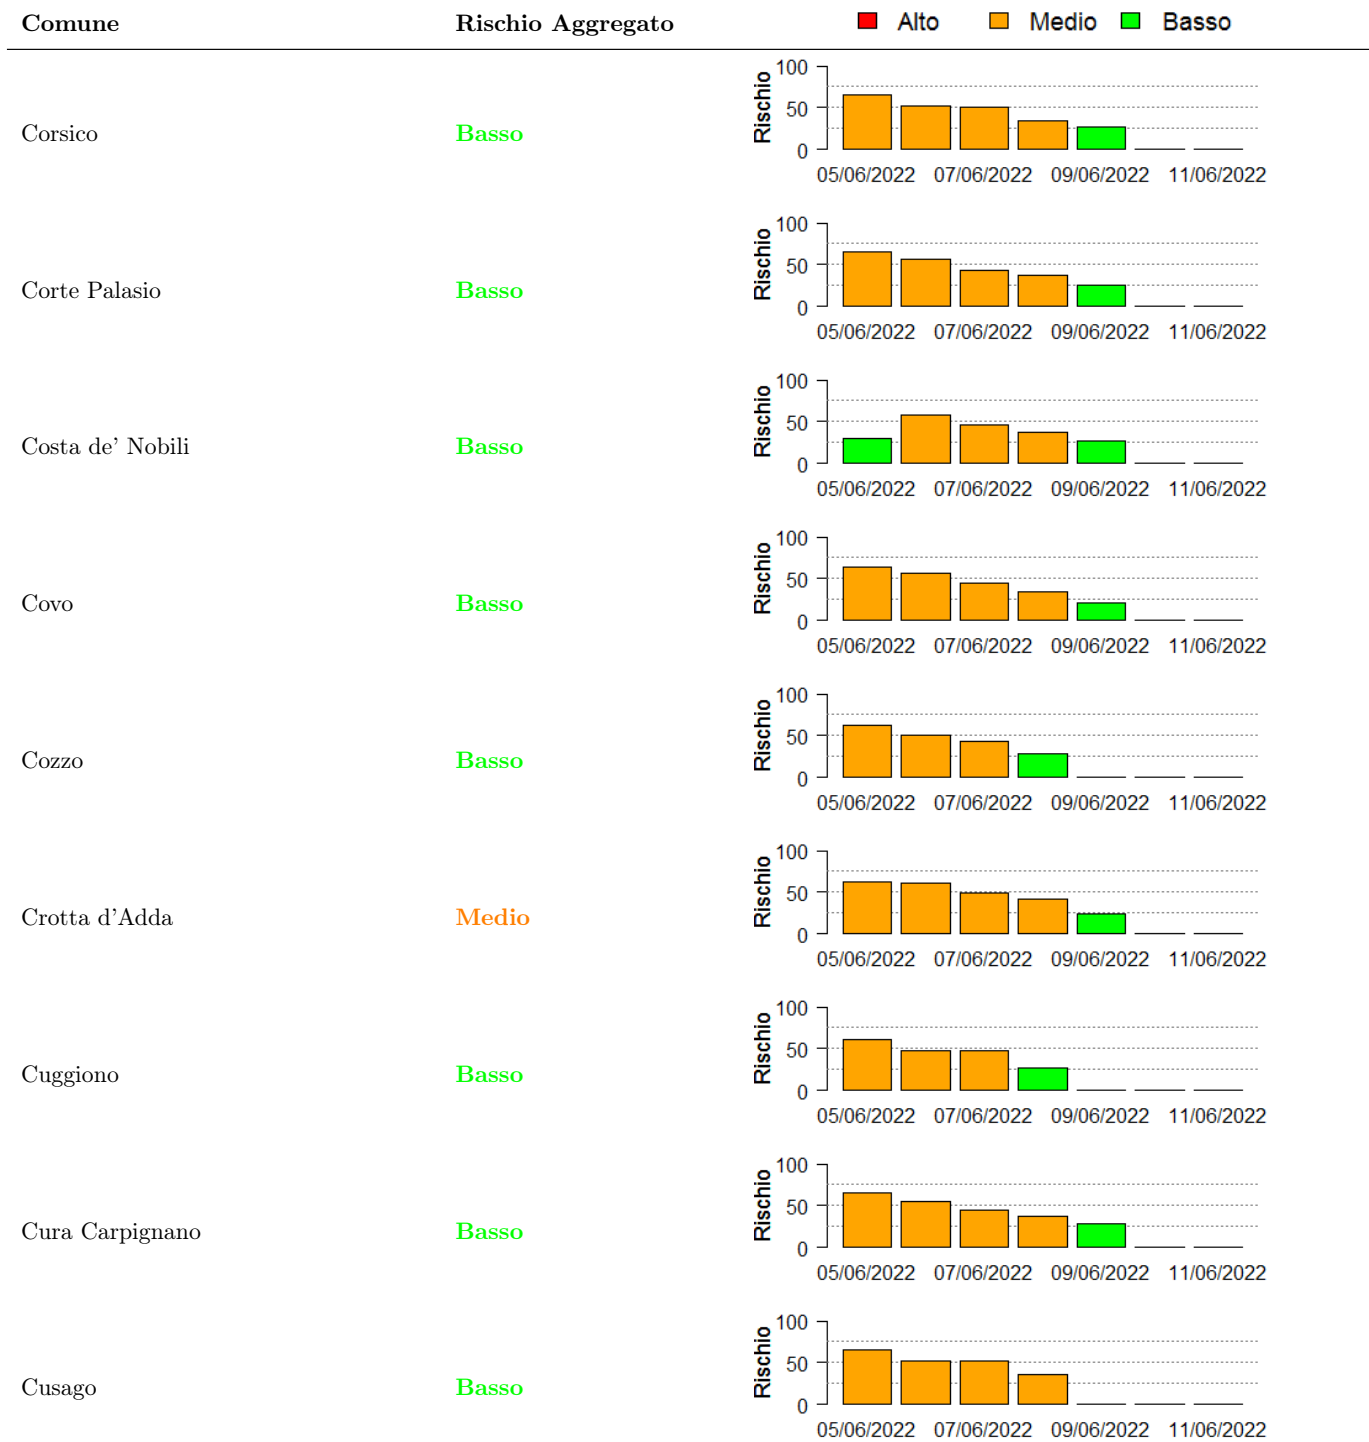 Comune Rischio Aggregato Alto Medio Basso
Corsico Basso Rischio 100 50 0
05/06/2022 07/06/2022 09/06/2022 11/06/2022
Corte Palasio Basso Rischio 100 50 0
05/06/2022 07/06/2022 09/06/2022 11/06/2022
Costa de' Nobili Basso Rischio 100 50 0
05/06/2022 07/06/2022 09/06/2022 11/06/2022
Covo Basso Rischio 100 50 0
05/06/2022 07/06/2022 09/06/2022 11/06/2022
Cozzo Basso Rischio 100 50 0
05/06/2022 07/06/2022 09/06/2022 11/06/2022
Crotta d'Adda Medio Rischio 100 50 0
05/06/2022 07/06/2022 09/06/2022 11/06/2022
Cuggiono Basso Rischio 100 50 0
05/06/2022 07/06/2022 09/06/2022 11/06/2022
Cura Carpignano Basso Rischio 100 50 0
05/06/2022 07/06/2022 09/06/2022 11/06/2022
Cusago Basso Rischio 100 50 0
05/06/2022 07/06/2022 09/06/2022 11/06/2022